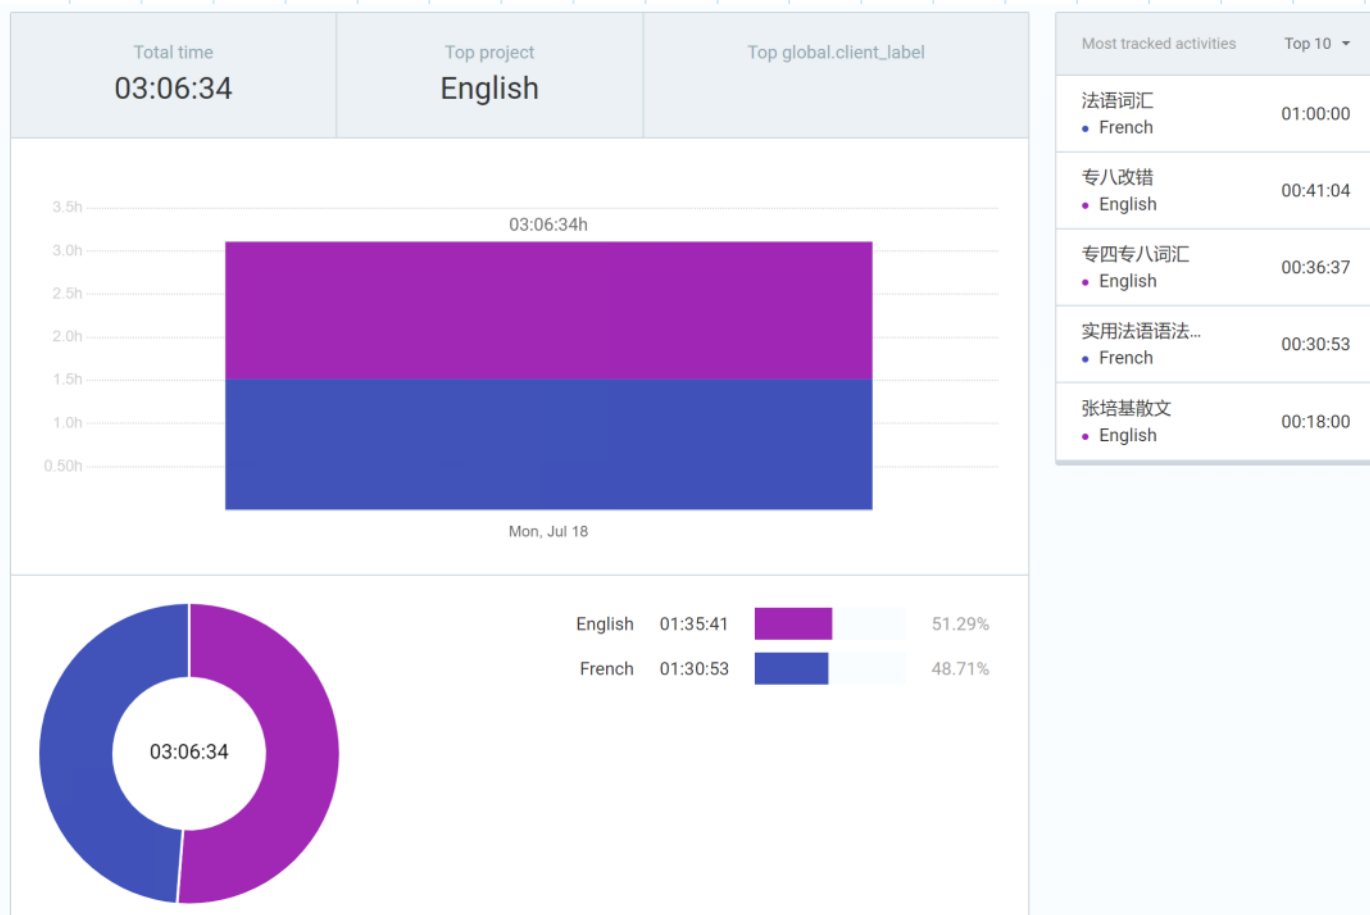 Total time
03:06:34
Top project
English
Top global.client_label
3.5h
03:06:34h
3.0h
2.5h
2.0h
1.5h
1.0h
0.50h
Mon, Jul 18
03:06:34
English 01:35:41 51.29%
French 01:30:53 48.71%
Most tracked activities Top 10
法语词汇
French 01:00:00
专八改错
English 00:41:04
专四专八词汇
English 00:36:37
实用法语语法...
French 00:30:53
张培基散文
English 00:18:00